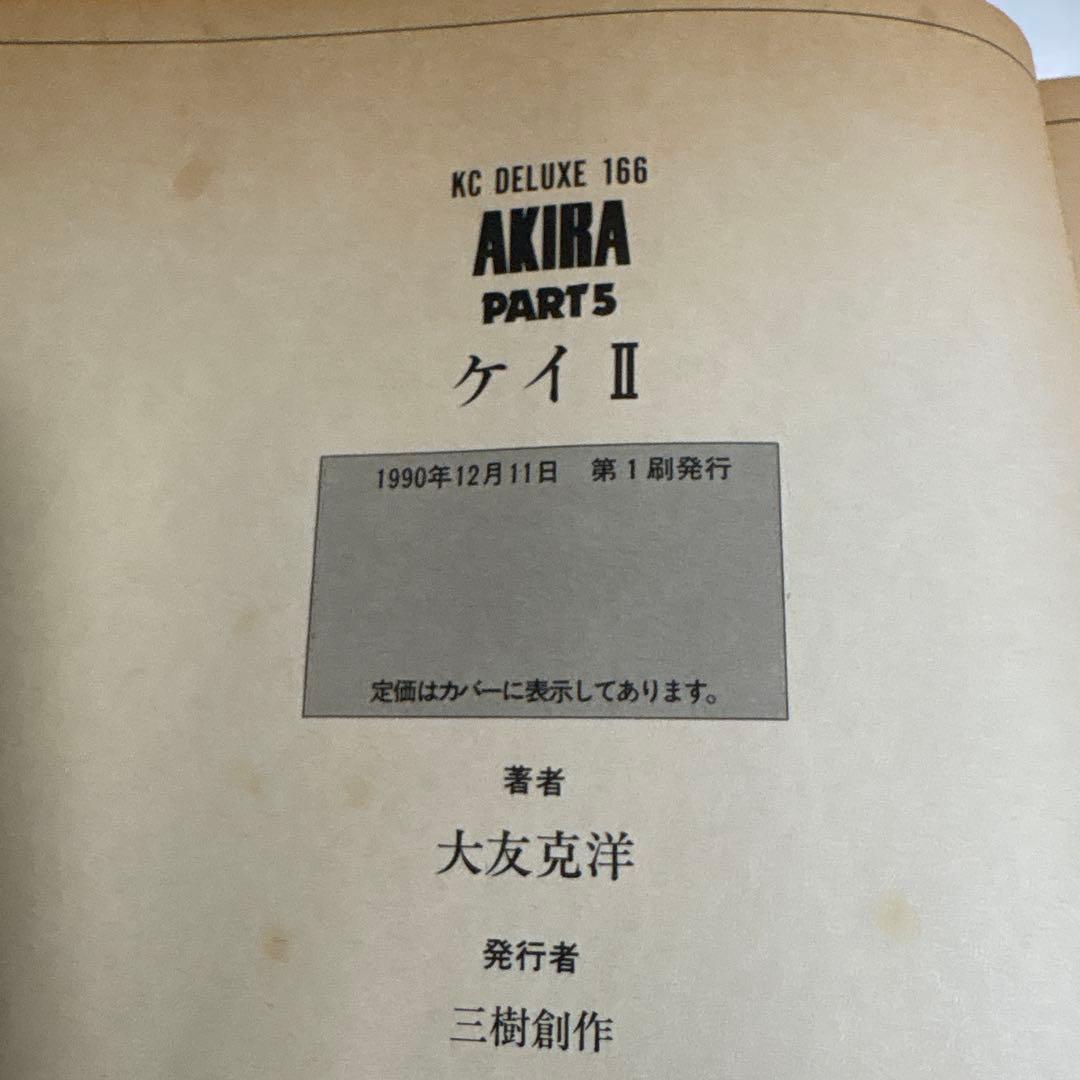 KC DELUXE 166
AKIRA
PART5
ケイⅡ
1990年12月11日　第1刷発行
定価はカバーに表示してあります。
著者
大友克洋
発行者
三樹創作